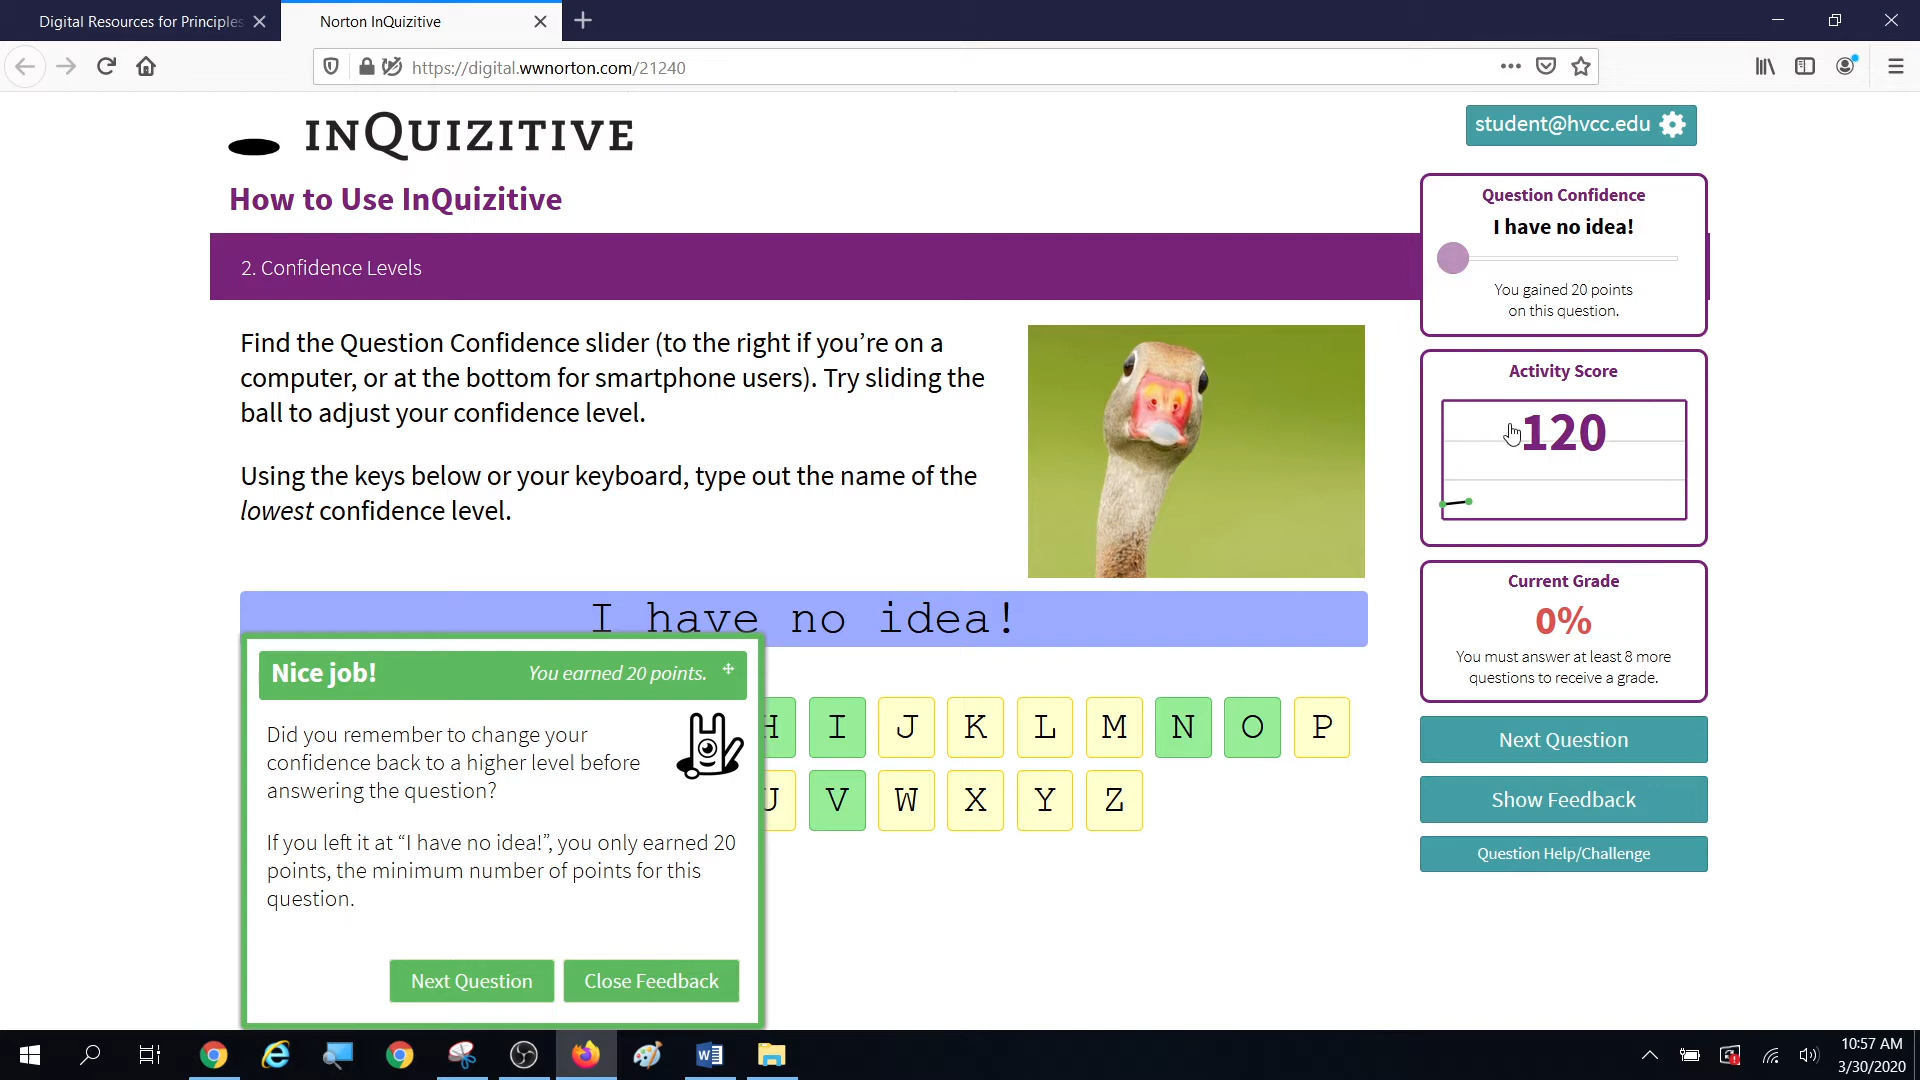 Digital Resources for Principles
Norton InQuizitive
https://digital.wwnorton.com/21240
INQUIZITIVE
student@hvcc.edu
How to Use InQuizitive
2. Confidence Levels
Find the Question Confidence slider (to the right if you’re on a
computer, or at the bottom for smartphone users). Try sliding the
ball to adjust your confidence level.
Using the keys below or your keyboard, type out the name of the
lowest confidence level.
I have no idea!
Nice job!
You earned 20 points.
Did you remember to change your
confidence back to a higher level before
answering the question?
If you left it at “I have no idea!”, you only earned 20
points, the minimum number of points for this
question.
Next Question
Close Feedback
H I J K L M N O P
U V W X Y Z
Question Confidence
I have no idea!
You gained 20 points
on this question.
Activity Score
120
Current Grade
0%
You must answer at least 8 more
questions to receive a grade.
Next Question
Show Feedback
Question Help/Challenge
10:57 AM
3/30/2020